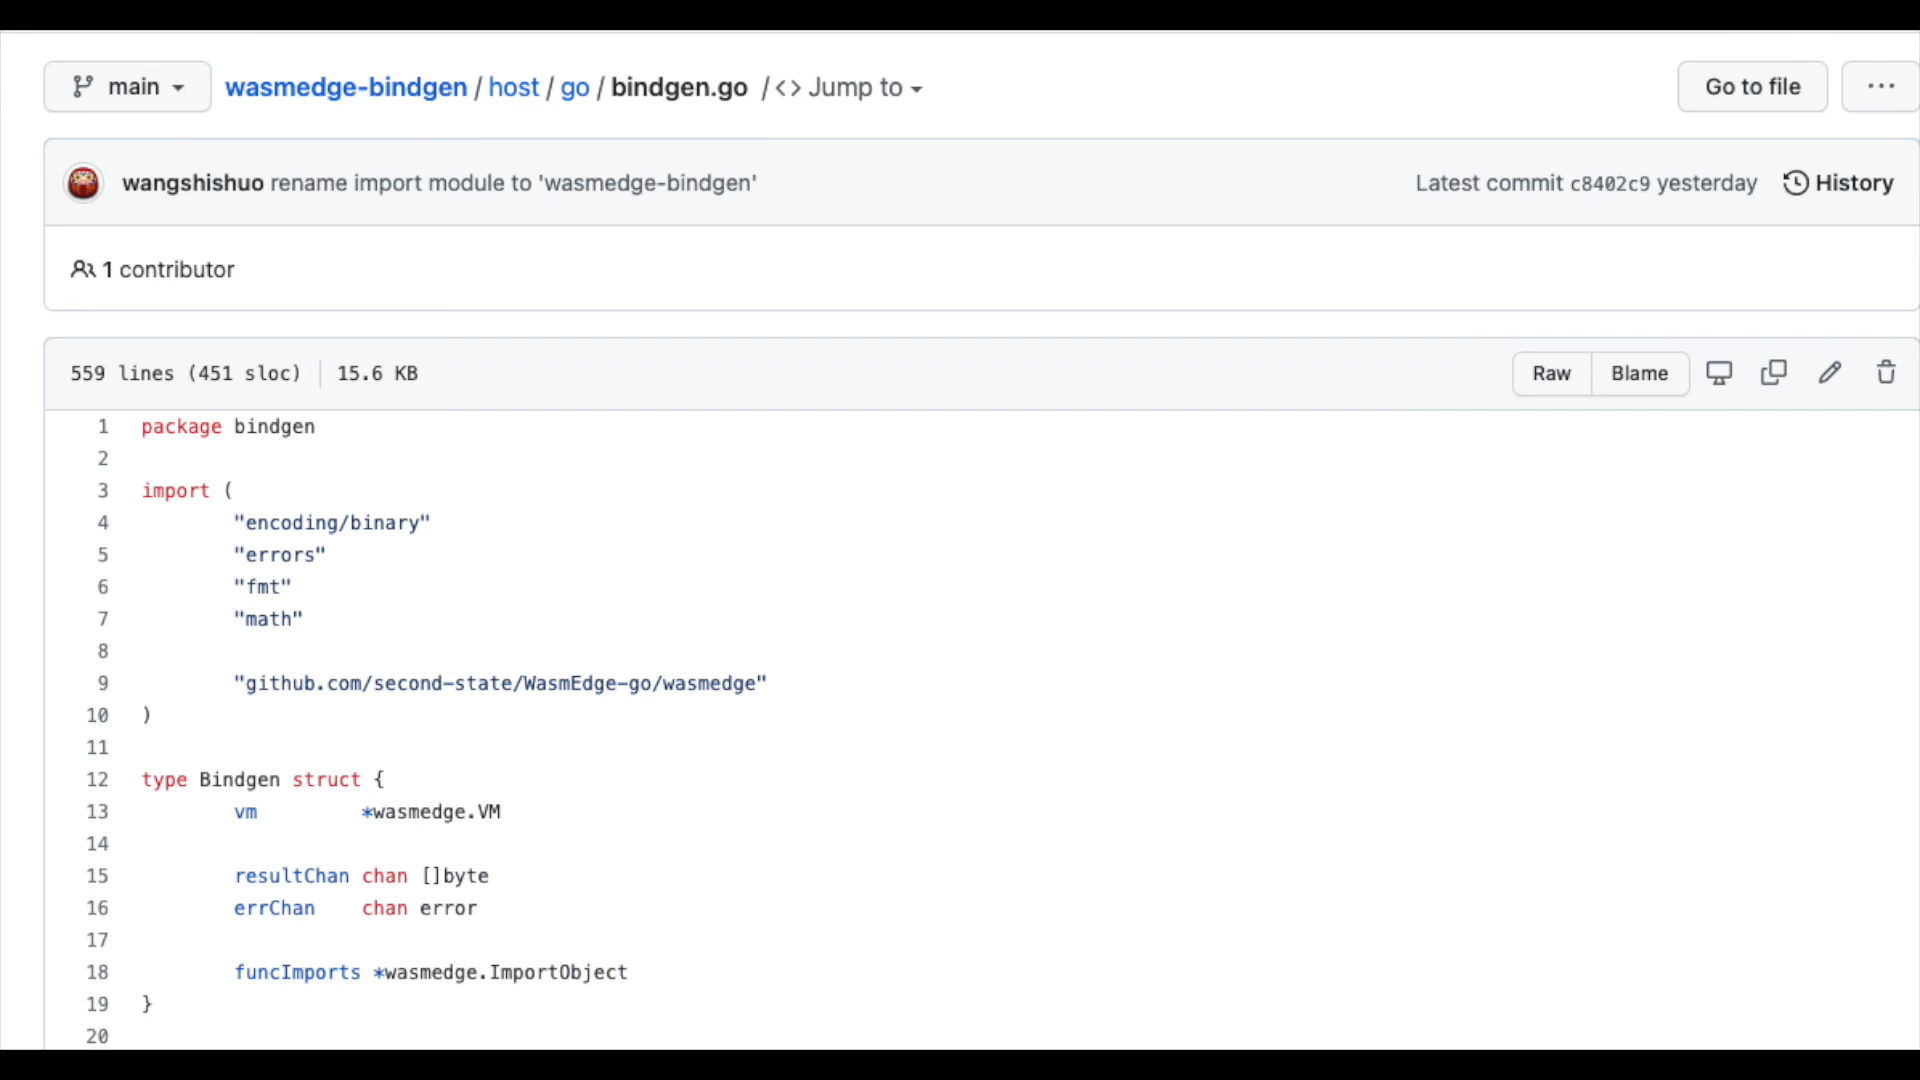 main
wasmedge-bindgen / host / go / bindgen.go / <> Jump to
Go to file
...
wangshishuo rename import module to 'wasmedge-bindgen'
Latest commit c8402c9 yesterday
History
1 contributor
559 lines (451 sloc) | 15.6 KB
Raw
Blame
1 package bindgen
2
3 import (
4 "encoding/binary"
5 "errors"
6 "fmt"
7 "math"
8
9 "github.com/second-state/WasmEdge-go/wasmedge"
10 )
11
12 type Bindgen struct {
13 vm *wasmedge.VM
14
15 resultChan chan []byte
16 errChan chan error
17
18 funcImports *wasmedge.ImportObject
19 }
20